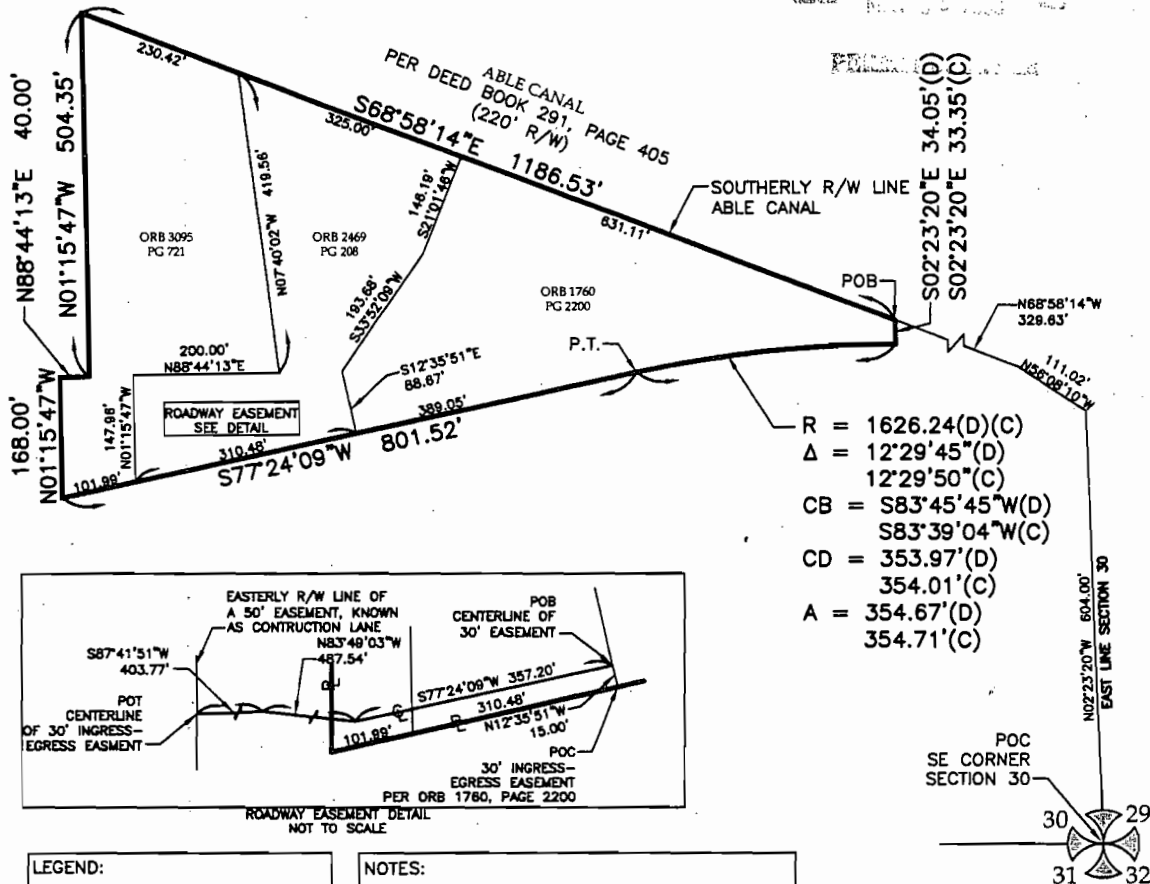 230.42'
ABLE CANAL
PER DEED BOOK 291, PAGE 405
(220' R/W)
S68°58'14"E 1186.53'
325.00'
631.11'
SOUTHERLY R/W LINE
ABLE CANAL
S02°23'20"E 34.05'(D)
S02°23'20"E 33.35'(C)
N88°44'13"E 40.00'
N01°15'47"W 504.35'
168.00'
N01°15'47"W
ORB 3095
PG 721
N07°40'02"W 419.56'
ORB 2469
PG 208
146.19'
S21°01'46"W
193.68'
S33°52'09"W
ORB 1760
PG 2200
POB
N68°58'14"W
329.63'
111.02'
N56°08'10"W
P.T.
S12°35'51"E
88.67'
200.00'
N88°44'13"E
147.98'
N01°15'47"W
ROADWAY EASEMENT
SEE DETAIL
389.05'
310.48'
101.99'
S77°24'09"W 801.52'
R = 1626.24(D)(C)
Δ = 12°29'45"(D)
12°29'50"(C)
CB = S83°45'45"W(D)
S83°39'04"W(C)
CD = 353.97'(D)
354.01'(C)
A = 354.67'(D)
354.71'(C)
N02°23'20"W 604.00'
EAST LINE SECTION 30
POC
SE CORNER
SECTION 30
30
29
31
32
EASTERLY R/W LINE OF
A 50' EASEMENT, KNOWN
AS CONTRUCTION LANE
N83°49'03"W
487.54'
S87°41'51"W
403.77'
POB
CENTERLINE OF
30' EASEMENT
POT
CENTERLINE
OF 30' INGRESS-
EGRESS EASMENT
S77°24'09"W 357.20'
310.48'
N12°35'51"W
15.00'
101.99'
POC
30' INGRESS-
EGRESS EASEMENT
PER ORB 1760, PAGE 2200
ROADWAY EASEMENT DETAIL
NOT TO SCALE
LEGEND:
NOTES: